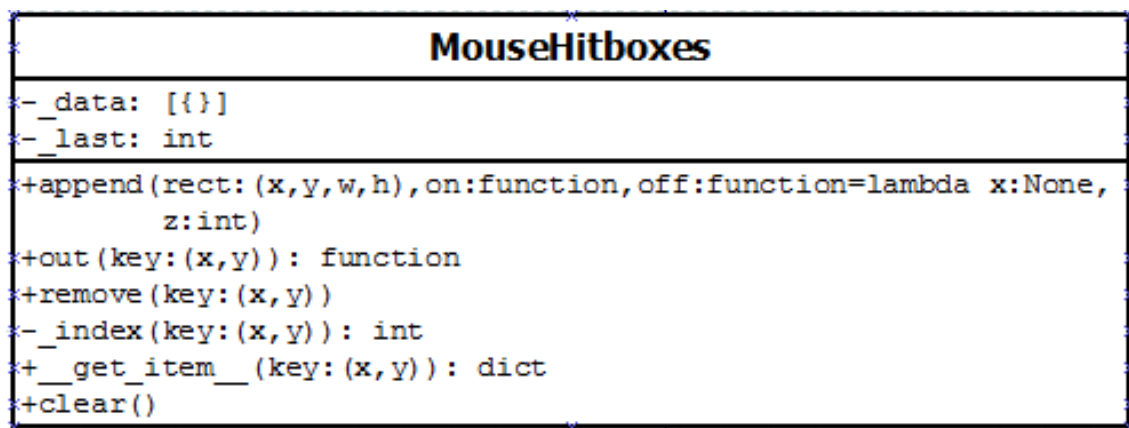 MouseHitboxes
-_data: [{}]
-_last: int
+append(rect:(x,y,w,h),on:function,off:function=lambda x:None,
z:int)
+out(key:(x,y)): function
+remove(key:(x,y))
-_index(key:(x,y)): int
+__get_item__(key:(x,y)): dict
+clear()